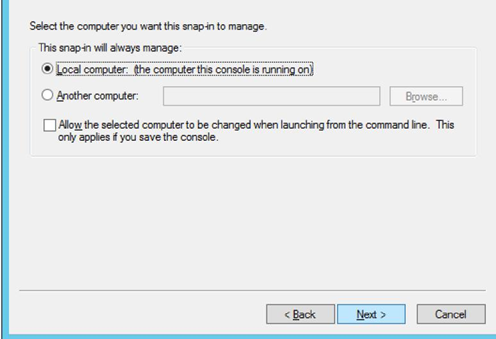 Select the computer you want this snap-in to manage.
This snap-in will always manage:
Local computer: (the computer this console is running on)
Another computer:
Browse...
Allow the selected computer to be changed when launching from the command line. This
only applies if you save the console.
< Back
Next >
Cancel